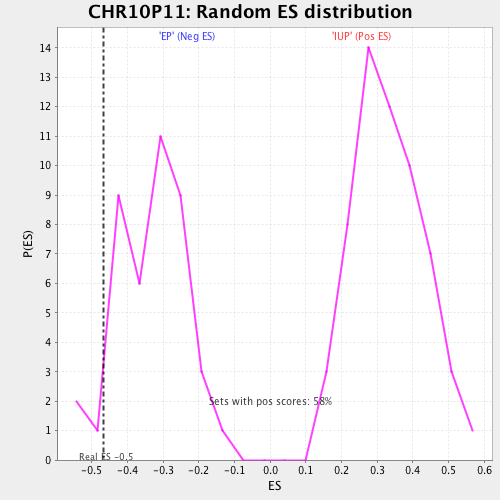 CHR10P11: Random ES distribution
'EP' (Neg ES)
'IUP' (Pos ES)
14
13
12
11
10
9
8
7
6
5
4
3
2
1
0
P(ES)
Sets with pos scores: 58%
Real ES -0.5
-0.5 -0.4 -0.3 -0.2 -0.1 0.0 0.1 0.2 0.3 0.4 0.5 0.6
ES